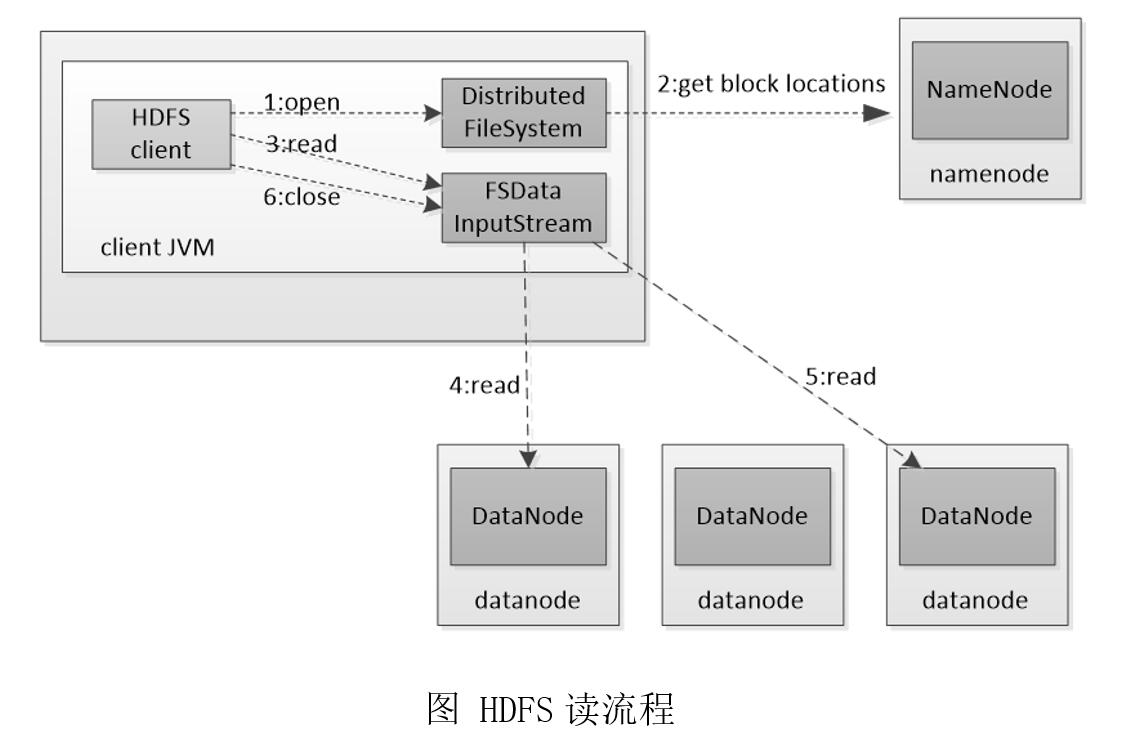 1:open
HDFS
client
3:read
6:close
client JVM
Distributed
FileSystem
FSData
InputStream
2:get block locations
NameNode
namenode
4:read
5:read
DataNode
datanode
DataNode
datanode
DataNode
datanode
图 HDFS 读流程